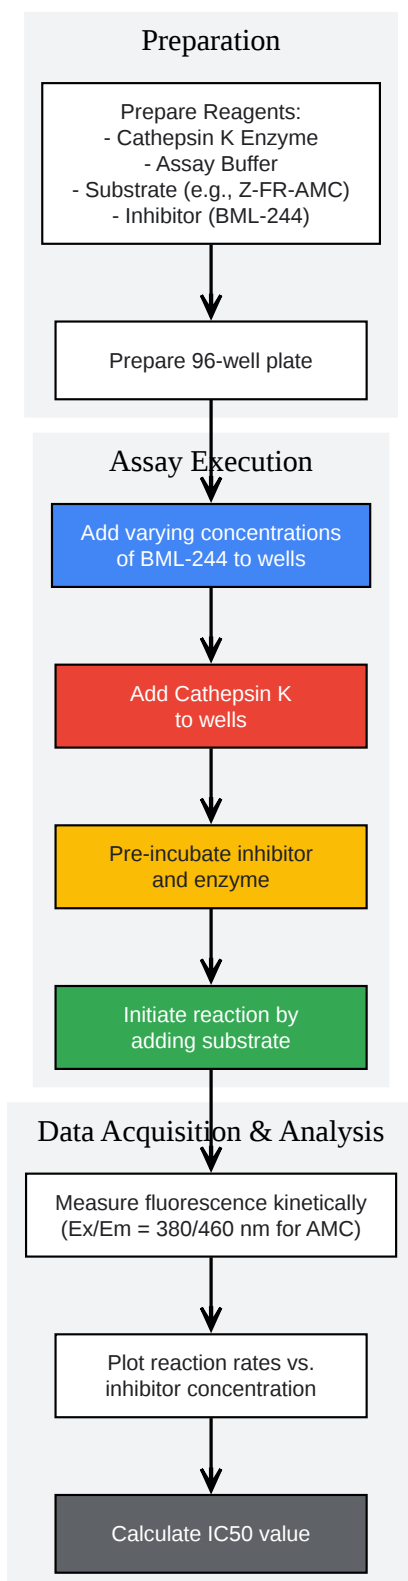 Preparation
Prepare Reagents:
- Cathepsin K Enzyme
- Assay Buffer
- Substrate (e.g., Z-FR-AMC)
- Inhibitor (BML-244)
Prepare 96-well plate
Assay Execution
Add varying concentrations
of BML-244 to wells
Add Cathepsin K
to wells
Pre-incubate inhibitor
and enzyme
Initiate reaction by
adding substrate
Data Acquisition & Analysis
Measure fluorescence kinetically
(Ex/Em = 380/460 nm for AMC)
Plot reaction rates vs.
inhibitor concentration
Calculate IC50 value